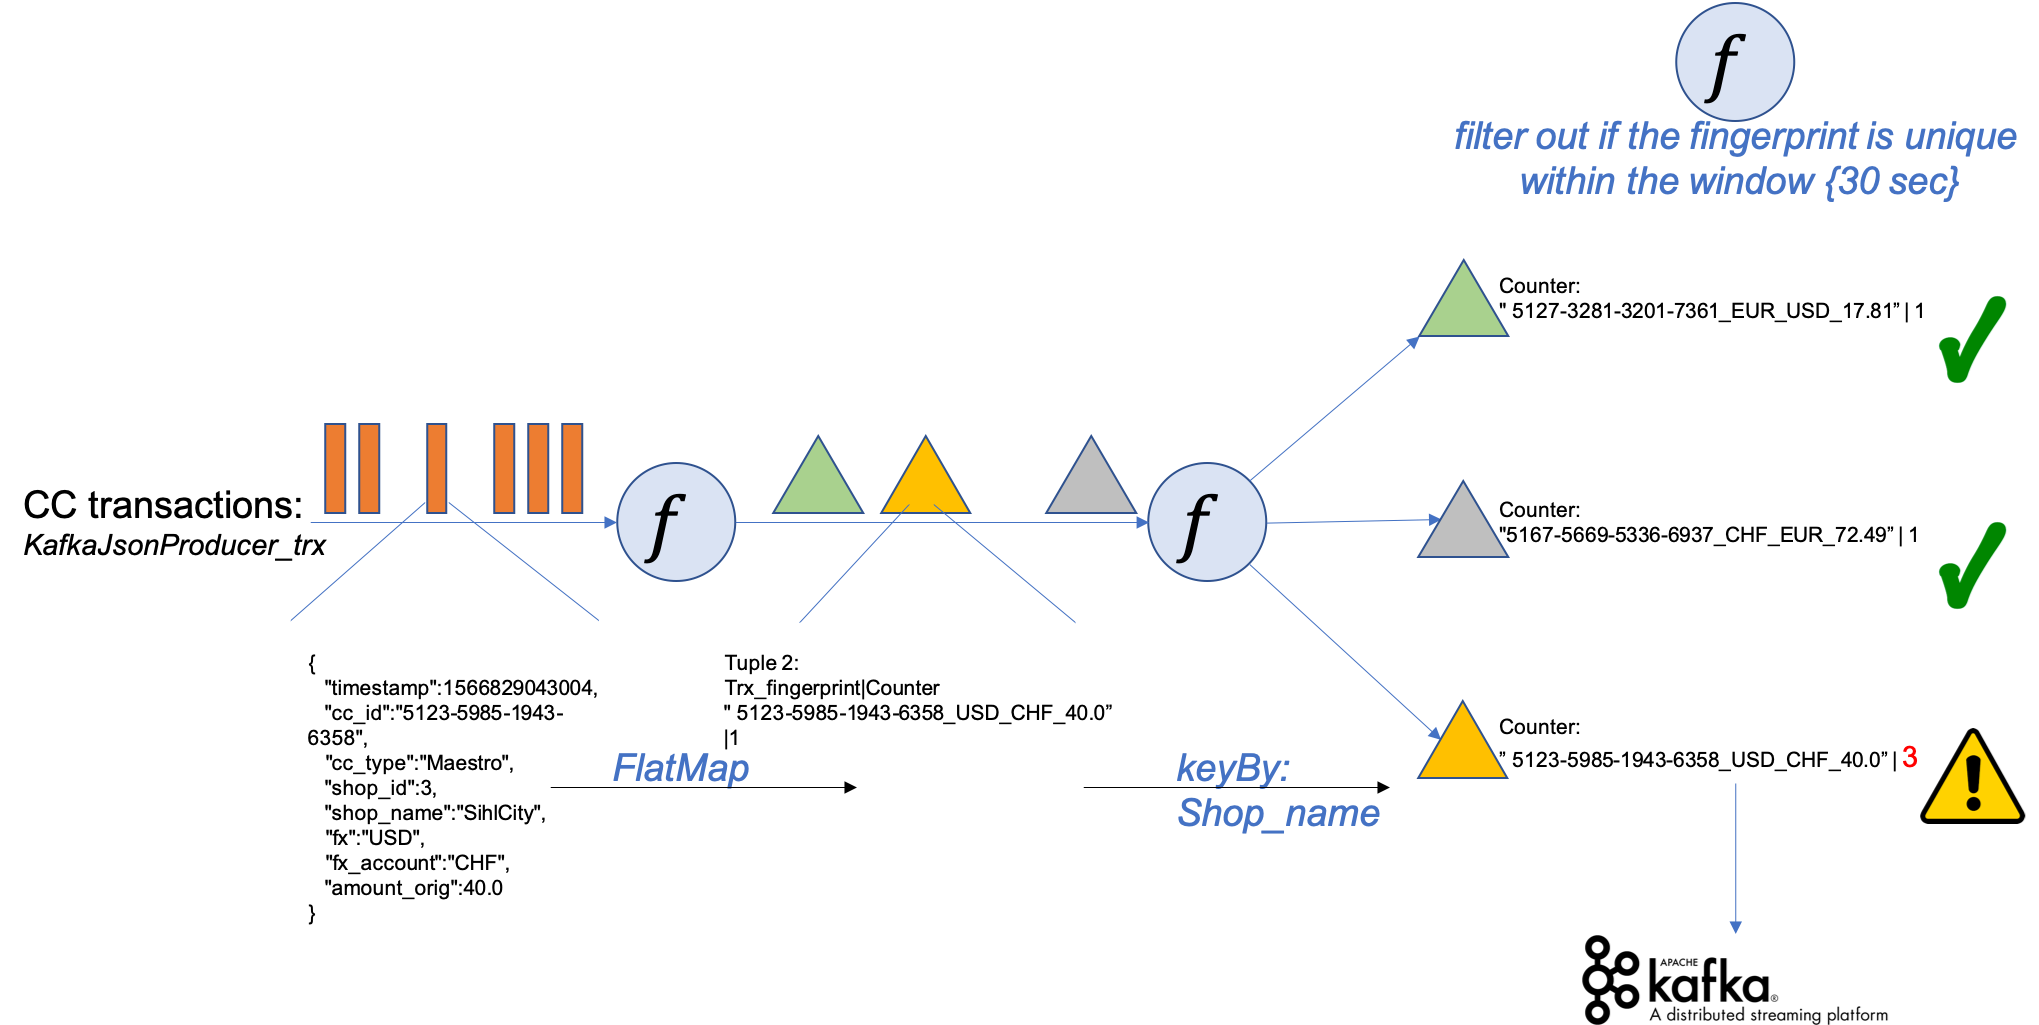 f
filter out if the fingerprint is unique
within the window {30 sec}
Counter:
" 5127-3281-3201-7361_EUR_USD_17.81” | 1
CC transactions:
KafkaJsonProducer_trx
f
f
Counter:
"5167-5669-5336-6937_CHF_EUR_72.49” | 1
{
"timestamp":1566829043004,
"cc_id":"5123-5985-1943-
6358",
"cc_type":"Maestro",
"shop_id":3,
"shop_name":"SihlCity",
"fx":"USD",
"fx_account":"CHF",
"amount_orig":40.0
}
Tuple 2:
Trx_fingerprint|Counter
" 5123-5985-1943-6358_USD_CHF_40.0”
|1
FlatMap
keyBy:
Shop_name
Counter:
” 5123-5985-1943-6358_USD_CHF_40.0” | 3
APACHE
kafka®
A distributed streaming platform